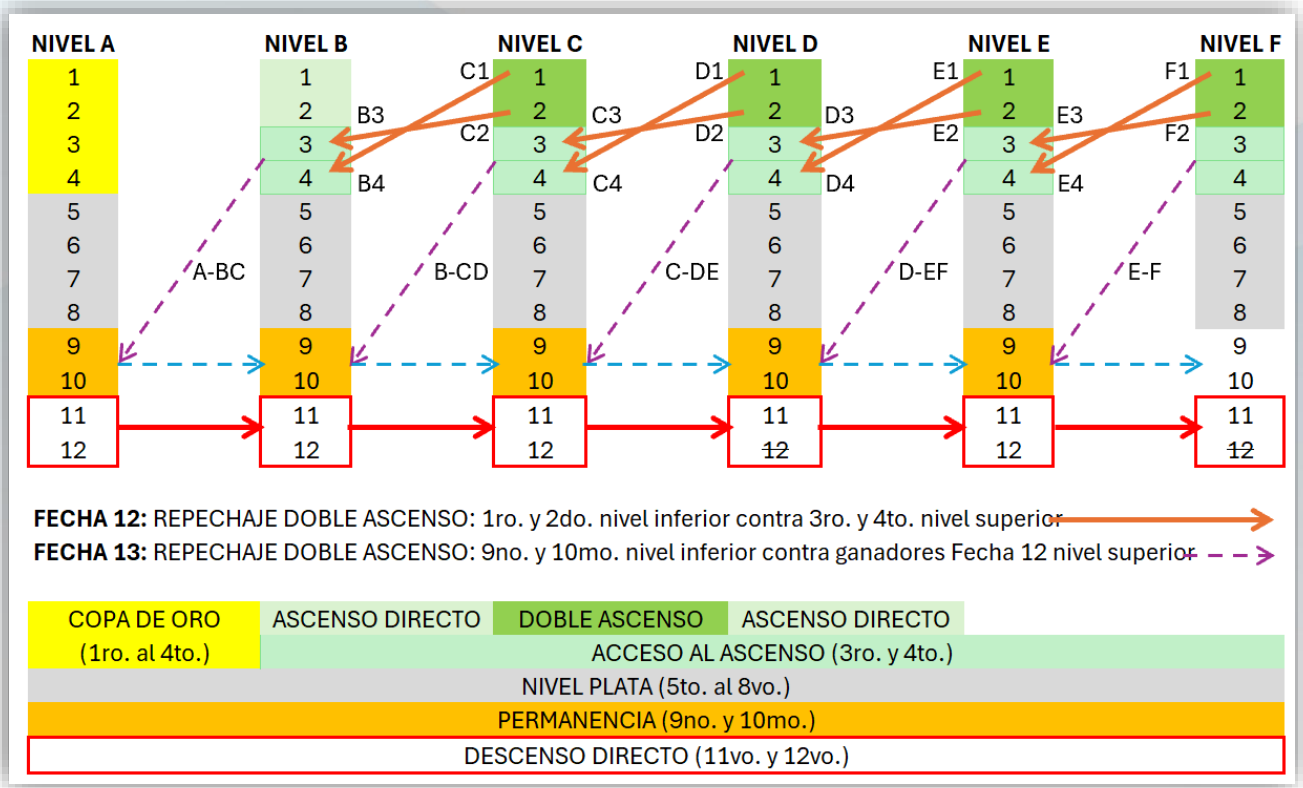 NIVEL A NIVEL B NIVEL C NIVEL D NIVEL E NIVEL F
1 1 C1 1 D1 1 E1 1 F1 1
2 2 B3 2 C3 2 D3 2 E3 2
3 3 C2 3 D2 3 E2 3 F2 3
4 4 B4 4 C4 4 D4 4 E4 4
5 5 5 5 5 5
6 6 6 6 6 6
7 A-BC 7 B-CD 7 C-DE 7 D-EF 7 E-F 7
8 8 8 8 8 8
9 9 9 9 9 9
10 10 10 10 10 10
11 11 11 11 11 11
12 12 12 12 12 12
FECHA 12: REPECHAJE DOBLE ASCENSO: 1ro. y 2do. nivel inferior contra 3ro. y 4to. nivel superior
FECHA 13: REPECHAJE DOBLE ASCENSO: 9no. y 10mo. nivel inferior contra ganadores Fecha 12 nivel superior
COPA DE ORO ASCENSO DIRECTO DOBLE ASCENSO ASCENSO DIRECTO
(1ro. al 4to.) ACCESO AL ASCENSO (3ro. y 4to.)
NIVEL PLATA (5to. al 8vo.)
PERMANENCIA (9no. y 10mo.)
DESCENSO DIRECTO (11vo. y 12vo.)